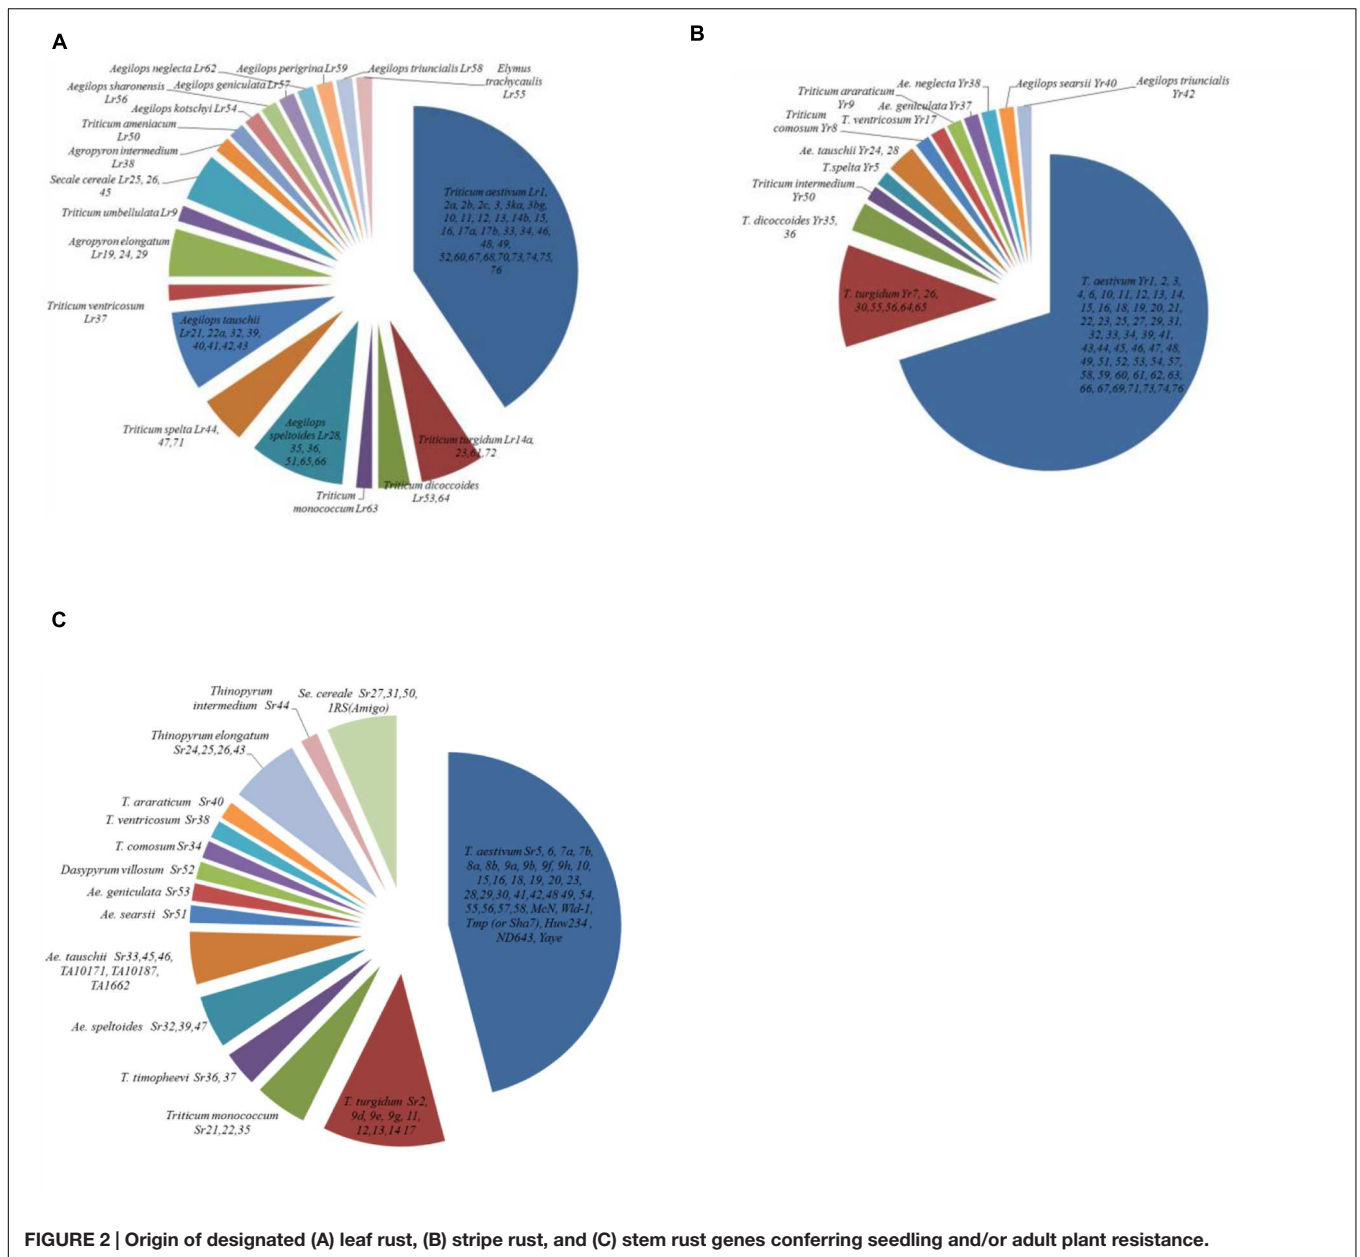 A
Aegilops neglecta Lr62
Aegilops perigrina Lr59
Aegilops triuncialis Lr58
Elymus
trachycaulis
Lr55
Aegilops sharonensis
Lr56
Aegilops geniculata Lr57
Aegilops kotschyi Lr54
Triticum ameniacum
Lr50
Agropyron intermedium
Lr38
Secale cereale Lr25, 26,
45
Triticum umbellulata Lr9
Agropyron elongatum
Lr19, 24, 29
Triticum ventricosum
Lr37
Aegilops tauschii
Lr21, 22a, 32, 39,
40,41,42,43
Triticum spelta Lr44,
47,71
Aegilops
speltoides Lr28,
35, 36,
51,65,66
Triticum
monococcum Lr63
Triticum dicoccoides
Lr53,64
Triticum turgidum Lr14a,
23,61,72
Triticum aestivum Lr1,
2a, 2b, 2c, 3, 3ka, 3bg,
10, 11, 12, 13, 14b, 15,
16, 17a, 17b, 33, 34, 46,
48, 49,
52,60,67,68,70,73,74,75,
76
B
Ae. neglecta Yr38
Aegilops searsii Yr40
Aegilops triuncialis
Yr42
Triticum araraticum
Yr9
Ae. geniculata Yr37
Triticum
comosum Yr8
T. ventricosum Yr17
Ae. tauschii Yr24, 28
T.spelta Yr5
Triticum intermedium
Yr50
T. dicoccoides Yr35,
36
T. turgidum Yr7, 26,
30,55,56,64,65
T. aestivum Yr1, 2, 3,
4, 6, 10, 11, 12, 13, 14,
15, 16, 18, 19, 20, 21,
22, 23, 25, 27, 29, 31,
32, 33, 34, 39, 41,
43,44, 45, 46, 47, 48,
49, 51, 52, 53, 54, 57,
58, 59, 60, 61, 62, 63,
66, 67,69,71,73,74,76
C
Thinopyrum
intermedium Sr44
Se. cereale Sr27,31,50,
1RS(Amigo)
Thinopyrum elongatum
Sr24,25,26,43
T. araraticum Sr40
T. ventricosum Sr38
T. comosum Sr34
Dasypyrum villosum Sr52
Ae. geniculata Sr53
Ae. searsii Sr51
Ae. tauschii Sr33,45,46,
TA10171, TA10187,
TA1662
Ae. speltoides Sr32,39,47
T. timopheevi Sr36, 37
Triticum monococcum
Sr21,22,35
T. turgidum Sr2,
9d, 9e, 9g, 11,
12,13,14 17
T. aestivum Sr5, 6, 7a, 7b,
8a, 8b, 9a, 9b, 9f, 9h, 10,
15,16, 18, 19, 20, 23,
28,29,30, 41,42,48 49, 54,
55,56,57,58, McN, Wld-1,
Tmp (or Sha7), Huw234 ,
ND643, Yaye
FIGURE 2 | Origin of designated (A) leaf rust, (B) stripe rust, and (C) stem rust genes conferring seedling and/or adult plant resistance.